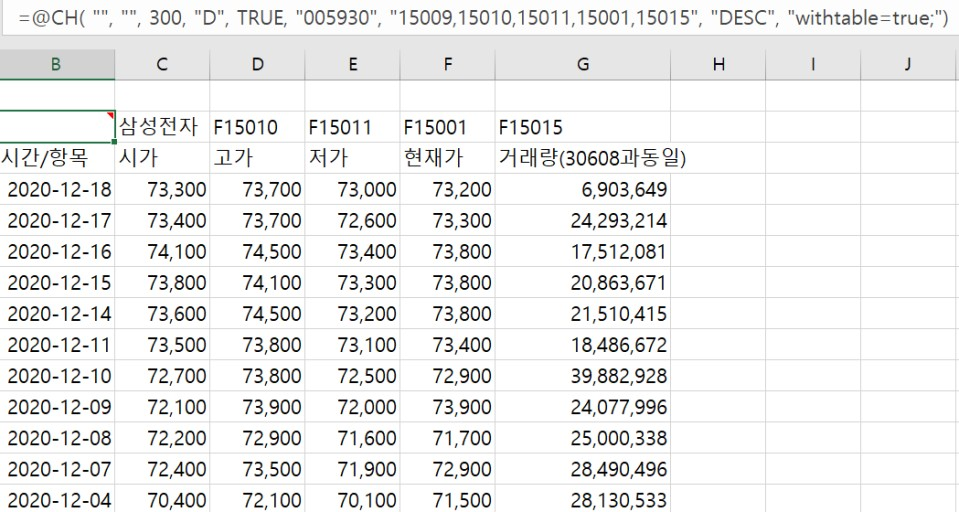 =@CH( "", "", 300, "D", TRUE, "005930", "15009,15010,15011,15001,15015", "DESC", "withtable=true;")
B C D E F G H I J
삼성전자 F15010 F15011 F15001 F15015
시간/항목 시가 고가 저가 현재가 거래량(30608과동일)
2020-12-18 73,300 73,700 73,000 73,200 6,903,649
2020-12-17 73,400 73,700 72,600 73,300 24,293,214
2020-12-16 74,100 74,500 73,400 73,800 17,512,081
2020-12-15 73,800 74,100 73,300 73,800 20,863,671
2020-12-14 73,600 74,500 73,200 73,800 21,510,415
2020-12-11 73,500 73,800 73,100 73,400 18,486,672
2020-12-10 72,700 73,800 72,500 72,900 39,882,928
2020-12-09 72,100 73,900 72,000 73,900 24,077,996
2020-12-08 72,200 72,900 71,600 71,700 25,000,338
2020-12-07 72,400 73,500 71,900 72,900 28,490,496
2020-12-04 70,400 72,100 70,100 71,500 28,130,533